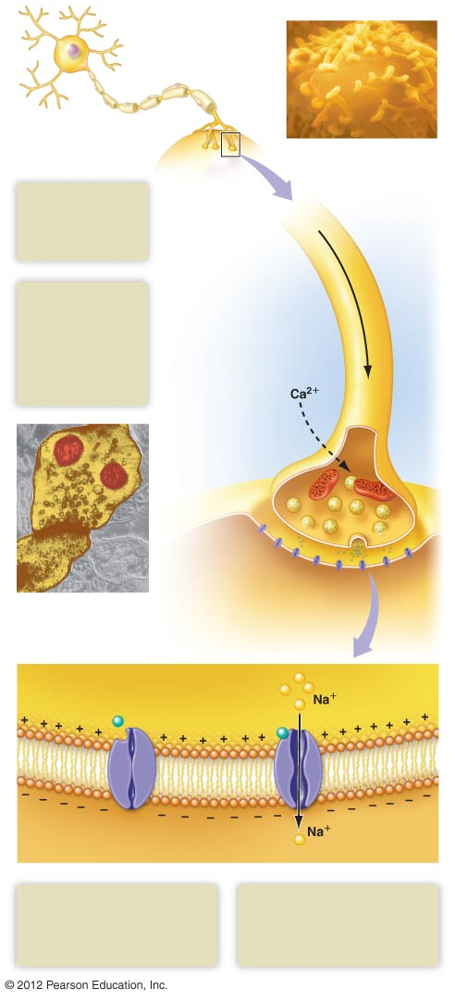 Ca²⁺
Na⁺
+ + + + + + + + + + + + + + + +
− − − − − − − − − − − − − − − −
Na⁺
© 2012 Pearson Education, Inc.